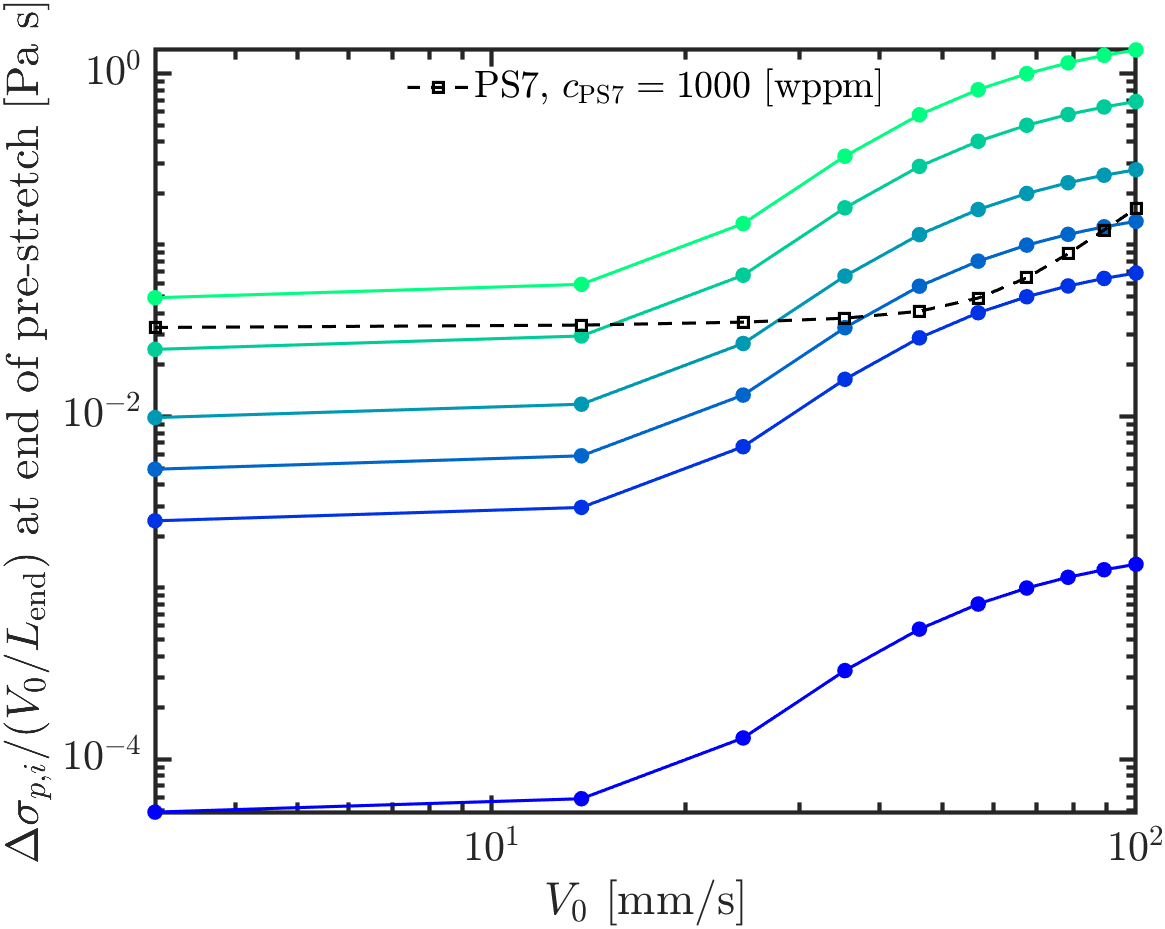 Δσ_{p,i}/(V_0/L_end) at end of pre-stretch [Pa s]
10^0
10^{-2}
10^{-4}
PS7, c_PS7 = 1000 [wppm]
10^1
10^2
V_0 [mm/s]